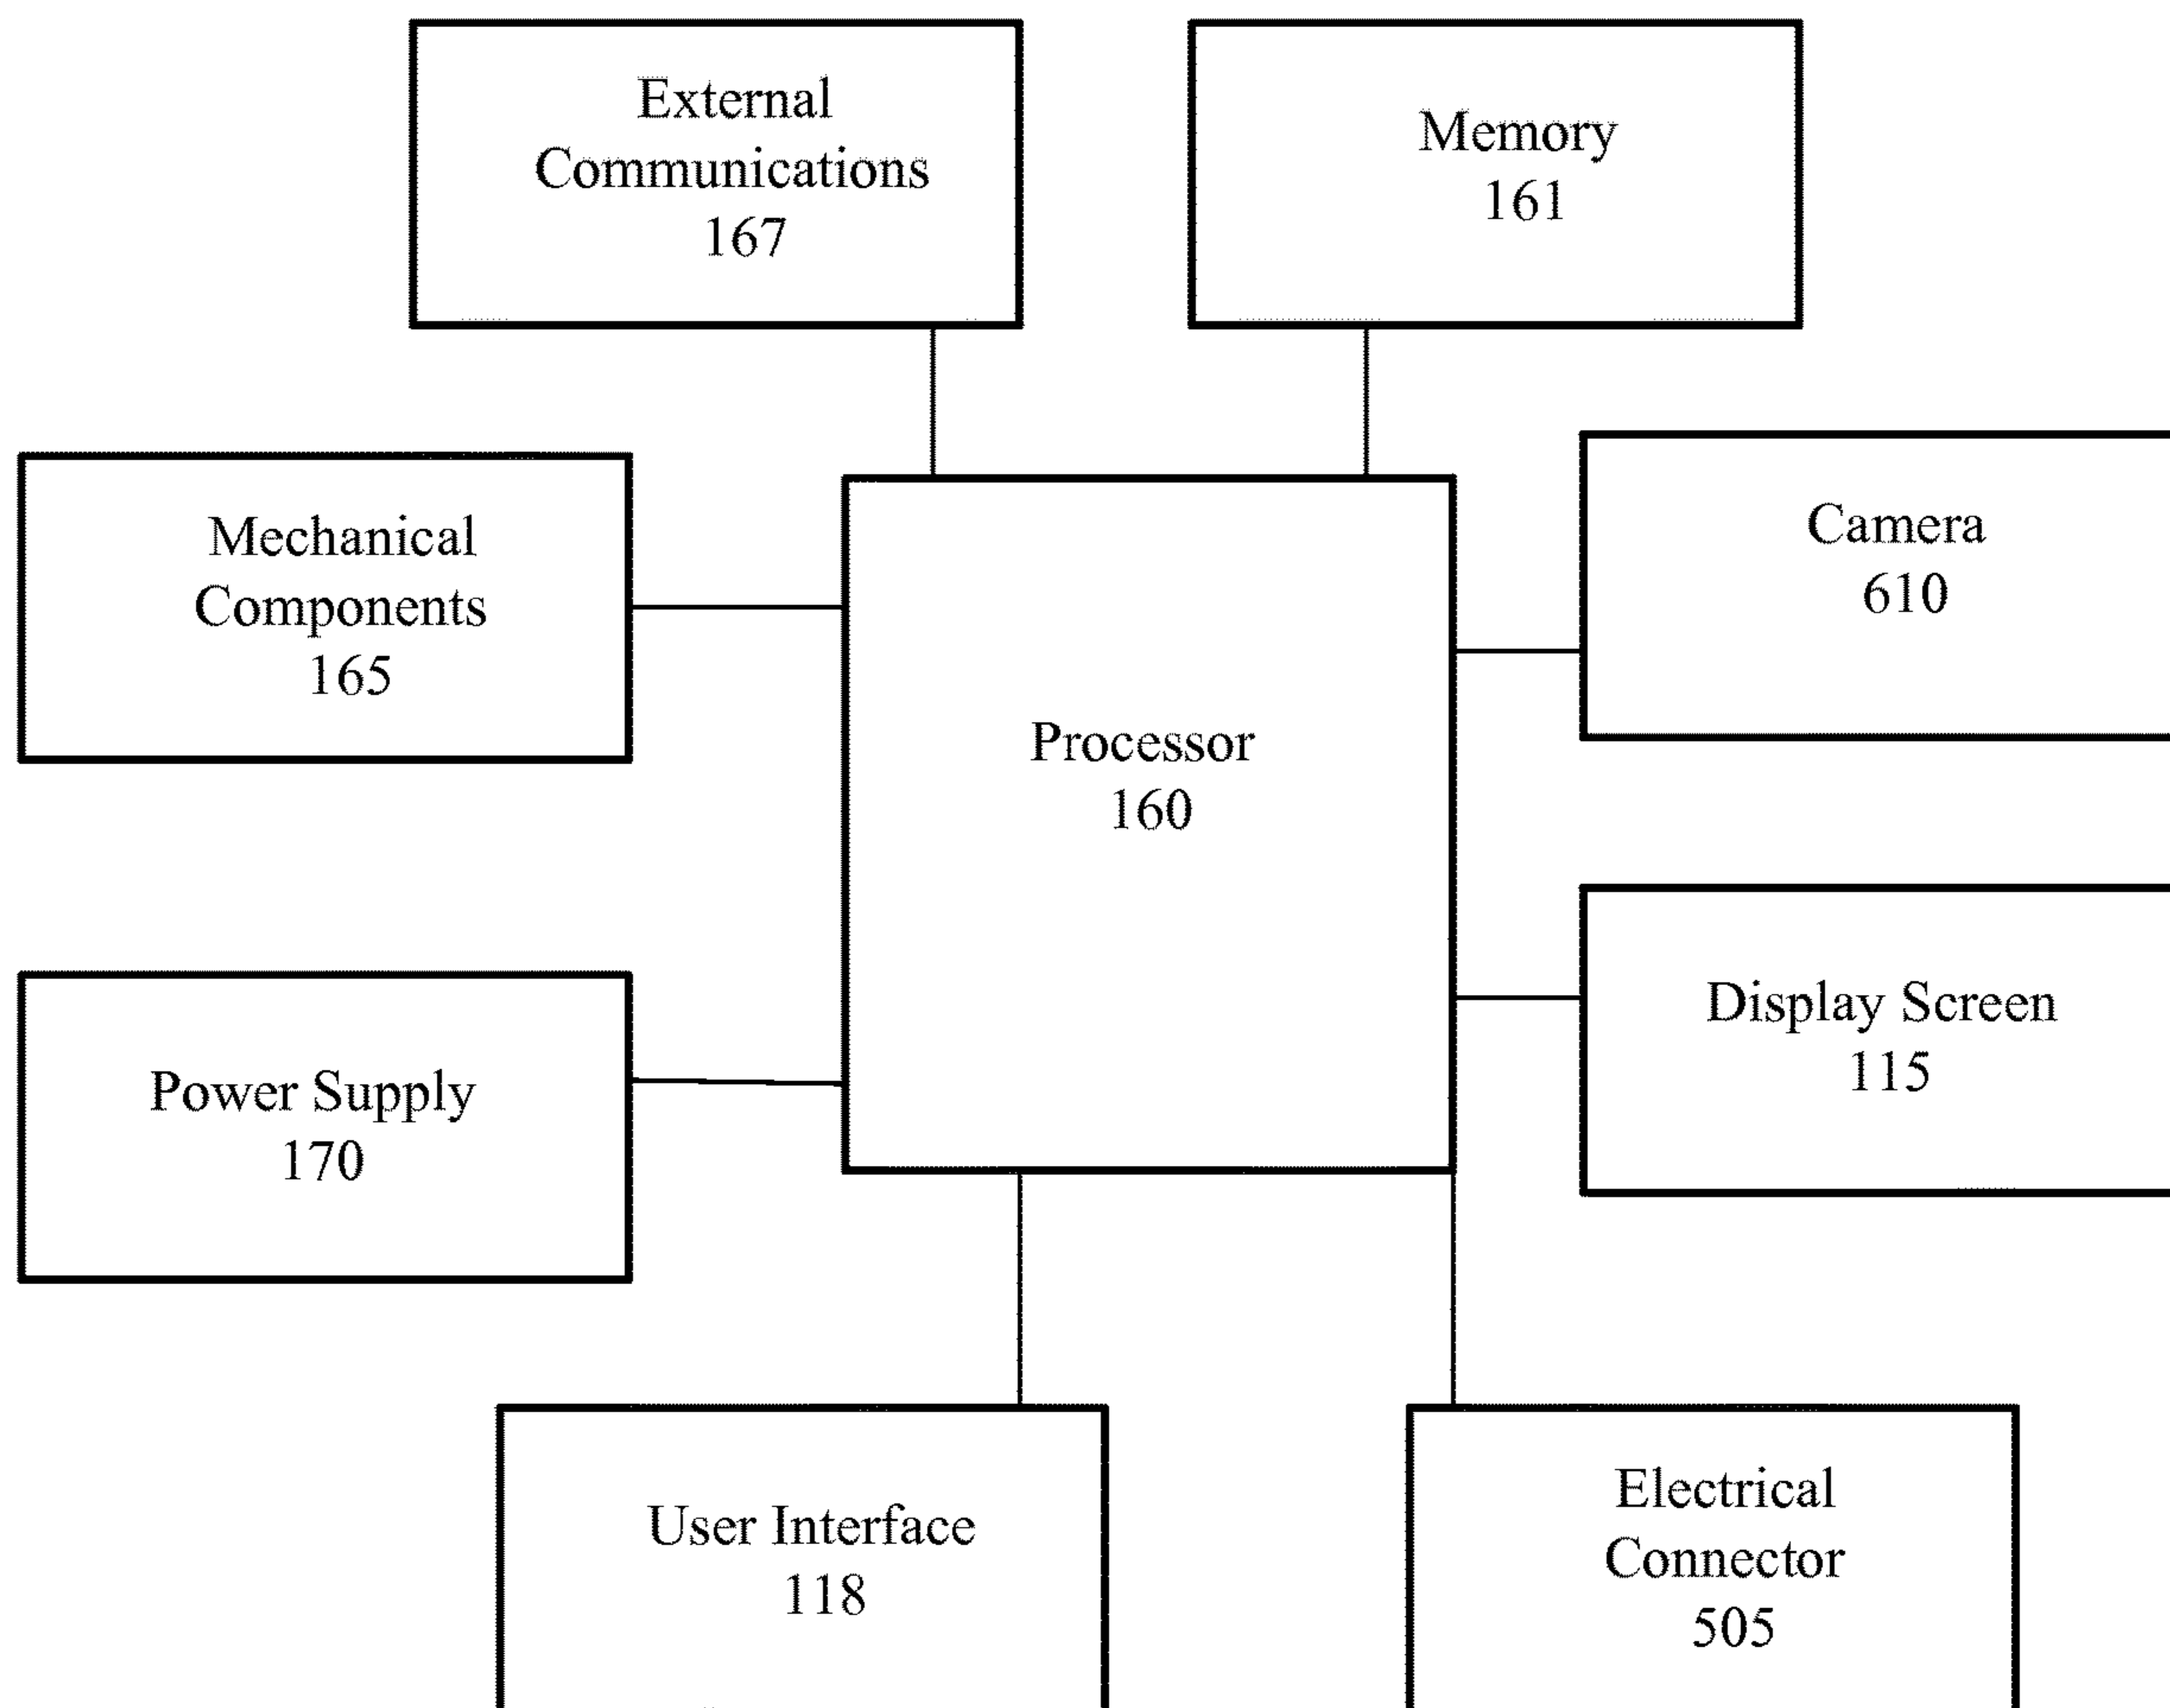 External
Communications
167
Memory
161
Mechanical
Components
165
Camera
610
Processor
160
Display Screen
115
Power Supply
170
User Interface
118
Electrical
Connector
505